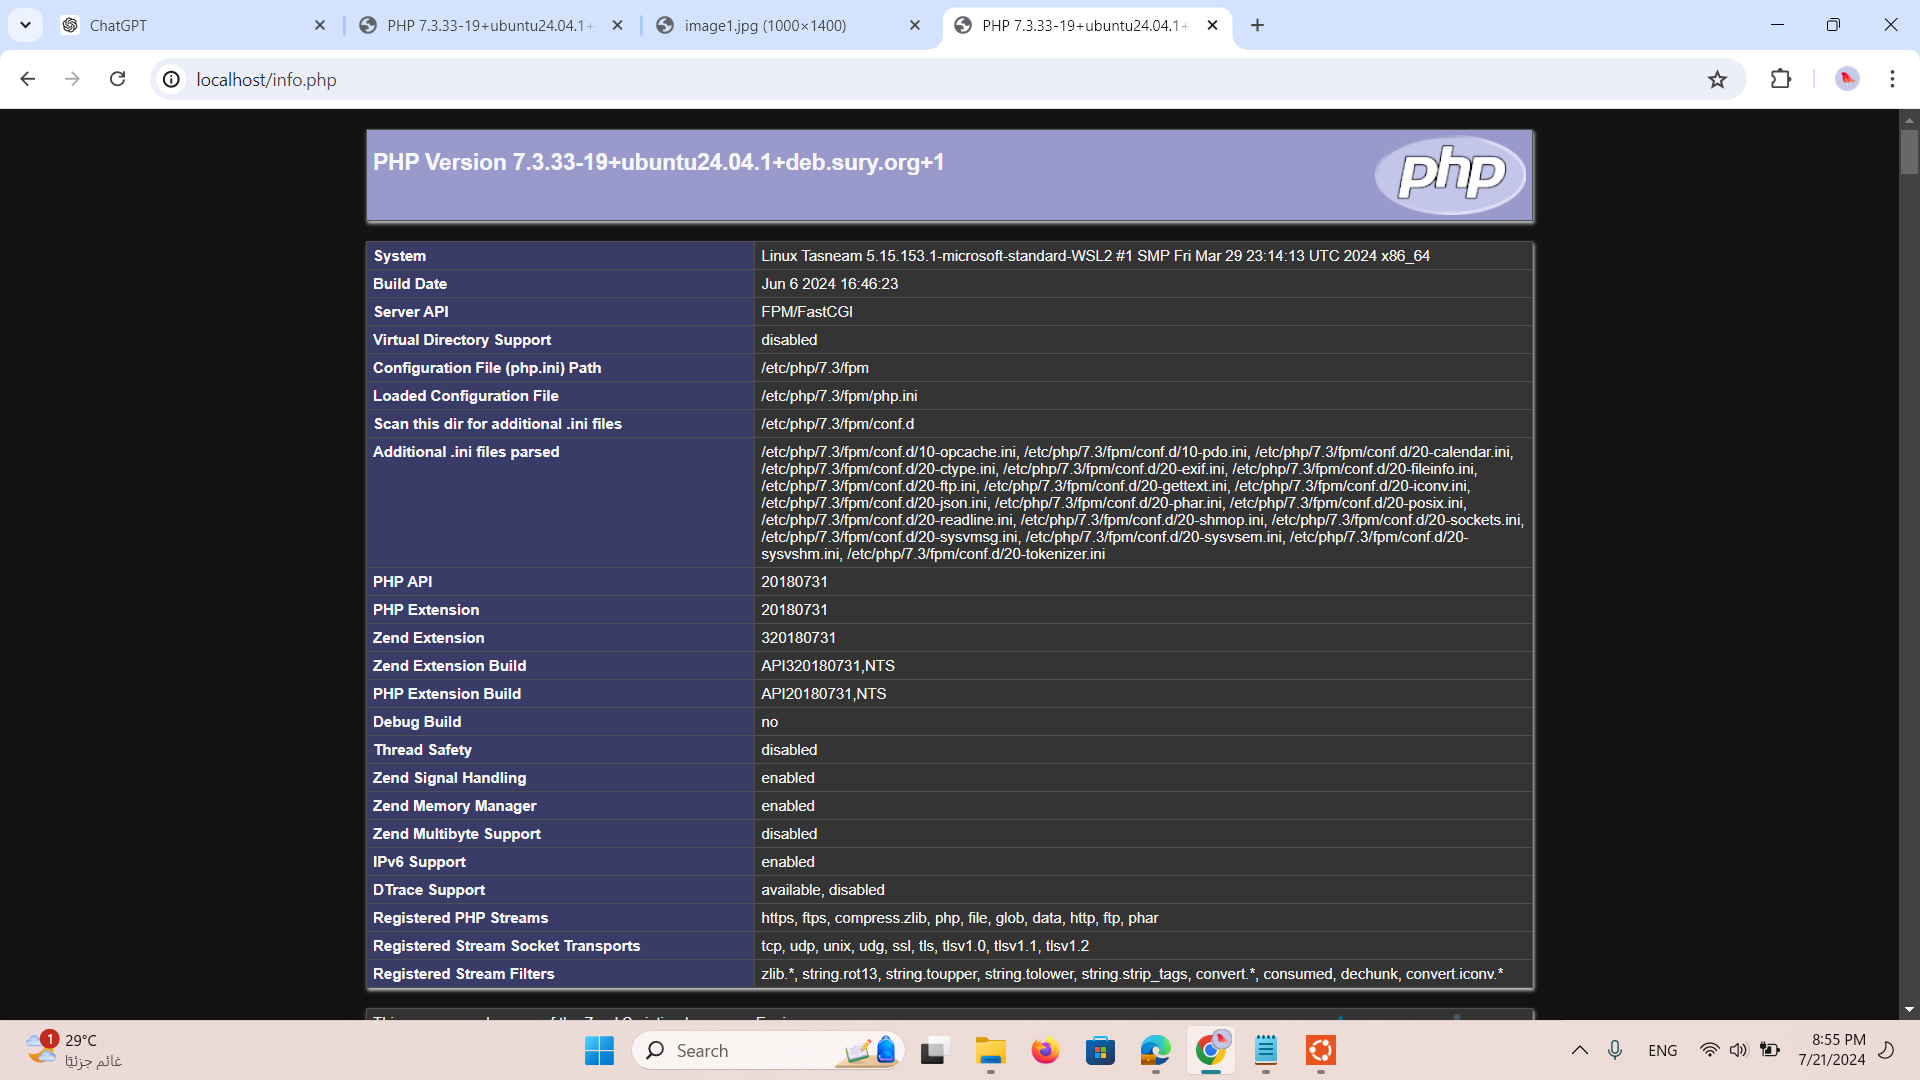 ChatGPT
PHP 7.3.33-19+ubuntu24.04.1+
image1.jpg (1000×1400)
PHP 7.3.33-19+ubuntu24.04.1+
localhost/info.php
PHP Version 7.3.33-19+ubuntu24.04.1+deb.sury.org+1
php
System Linux Tasneam 5.15.153.1-microsoft-standard-WSL2 #1 SMP Fri Mar 29 23:14:13 UTC 2024 x86_64
Build Date Jun 6 2024 16:46:23
Server API FPM/FastCGI
Virtual Directory Support disabled
Configuration File (php.ini) Path /etc/php/7.3/fpm
Loaded Configuration File /etc/php/7.3/fpm/php.ini
Scan this dir for additional .ini files /etc/php/7.3/fpm/conf.d
Additional .ini files parsed /etc/php/7.3/fpm/conf.d/10-opcache.ini, /etc/php/7.3/fpm/conf.d/10-pdo.ini, /etc/php/7.3/fpm/conf.d/20-calendar.ini,
/etc/php/7.3/fpm/conf.d/20-ctype.ini, /etc/php/7.3/fpm/conf.d/20-exif.ini, /etc/php/7.3/fpm/conf.d/20-fileinfo.ini,
/etc/php/7.3/fpm/conf.d/20-ftp.ini, /etc/php/7.3/fpm/conf.d/20-gettext.ini, /etc/php/7.3/fpm/conf.d/20-iconv.ini,
/etc/php/7.3/fpm/conf.d/20-json.ini, /etc/php/7.3/fpm/conf.d/20-phar.ini, /etc/php/7.3/fpm/conf.d/20-posix.ini,
/etc/php/7.3/fpm/conf.d/20-readline.ini, /etc/php/7.3/fpm/conf.d/20-shmop.ini, /etc/php/7.3/fpm/conf.d/20-sockets.ini,
/etc/php/7.3/fpm/conf.d/20-sysvmsg.ini, /etc/php/7.3/fpm/conf.d/20-sysvsem.ini, /etc/php/7.3/fpm/conf.d/20-
sysvshm.ini, /etc/php/7.3/fpm/conf.d/20-tokenizer.ini
PHP API 20180731
PHP Extension 20180731
Zend Extension 320180731
Zend Extension Build API320180731,NTS
PHP Extension Build API20180731,NTS
Debug Build no
Thread Safety disabled
Zend Signal Handling enabled
Zend Memory Manager enabled
Zend Multibyte Support disabled
IPv6 Support enabled
DTrace Support available, disabled
Registered PHP Streams https, ftps, compress.zlib, php, file, glob, data, http, ftp, phar
Registered Stream Socket Transports tcp, udp, unix, udg, ssl, tls, tlsv1.0, tlsv1.1, tlsv1.2
Registered Stream Filters zlib.*, string.rot13, string.toupper, string.tolower, string.strip_tags, convert.*, consumed, dechunk, convert.iconv.*
1
29°C
غائم جزئيًا
Search
ENG
8:55 PM
7/21/2024